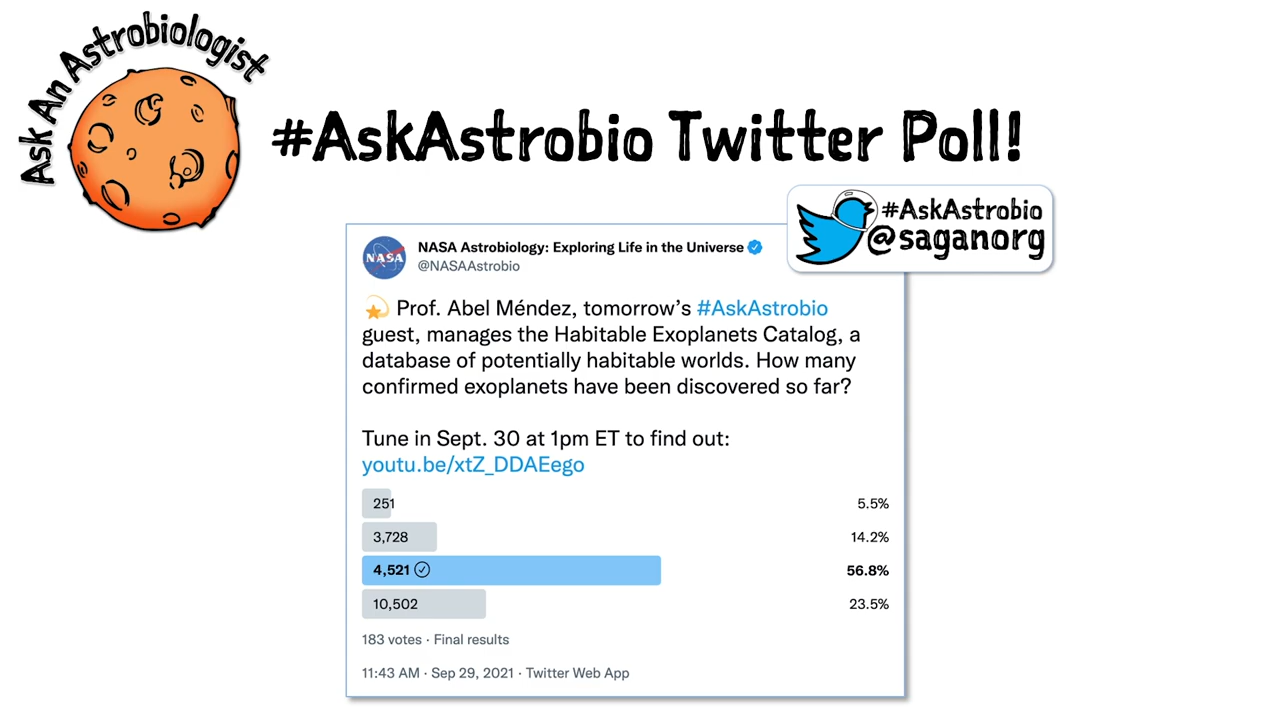 Ask An Astrobiologist
#AskAstrobio Twitter Poll!
#AskAstrobio
@saganorg
NASA
NASA Astrobiology: Exploring Life in the Universe
@NASAAstrobio
Prof. Abel Méndez, tomorrow's #AskAstrobio
guest, manages the Habitable Exoplanets Catalog, a
database of potentially habitable worlds. How many
confirmed exoplanets have been discovered so far?
Tune in Sept. 30 at 1pm ET to find out:
youtu.be/xtZ_DDAEego
251 5.5%
3,728 14.2%
4,521 56.8%
10,502 23.5%
183 votes · Final results
11:43 AM · Sep 29, 2021 · Twitter Web App